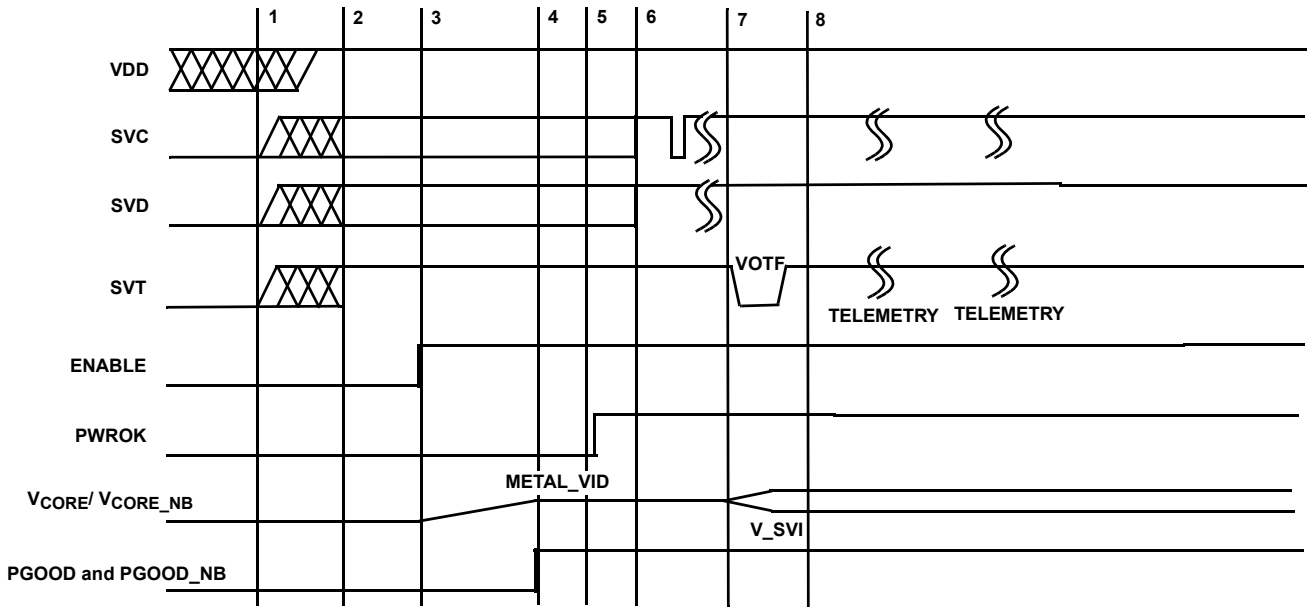 1 2 3 4 5 6 7 8
VDD
SVC
SVD
SVT
VOTF
TELEMETRY TELEMETRY
ENABLE
PWROK
METAL_VID
VCORE/ VCORE_NB
V_SVI
PGOOD and PGOOD_NB